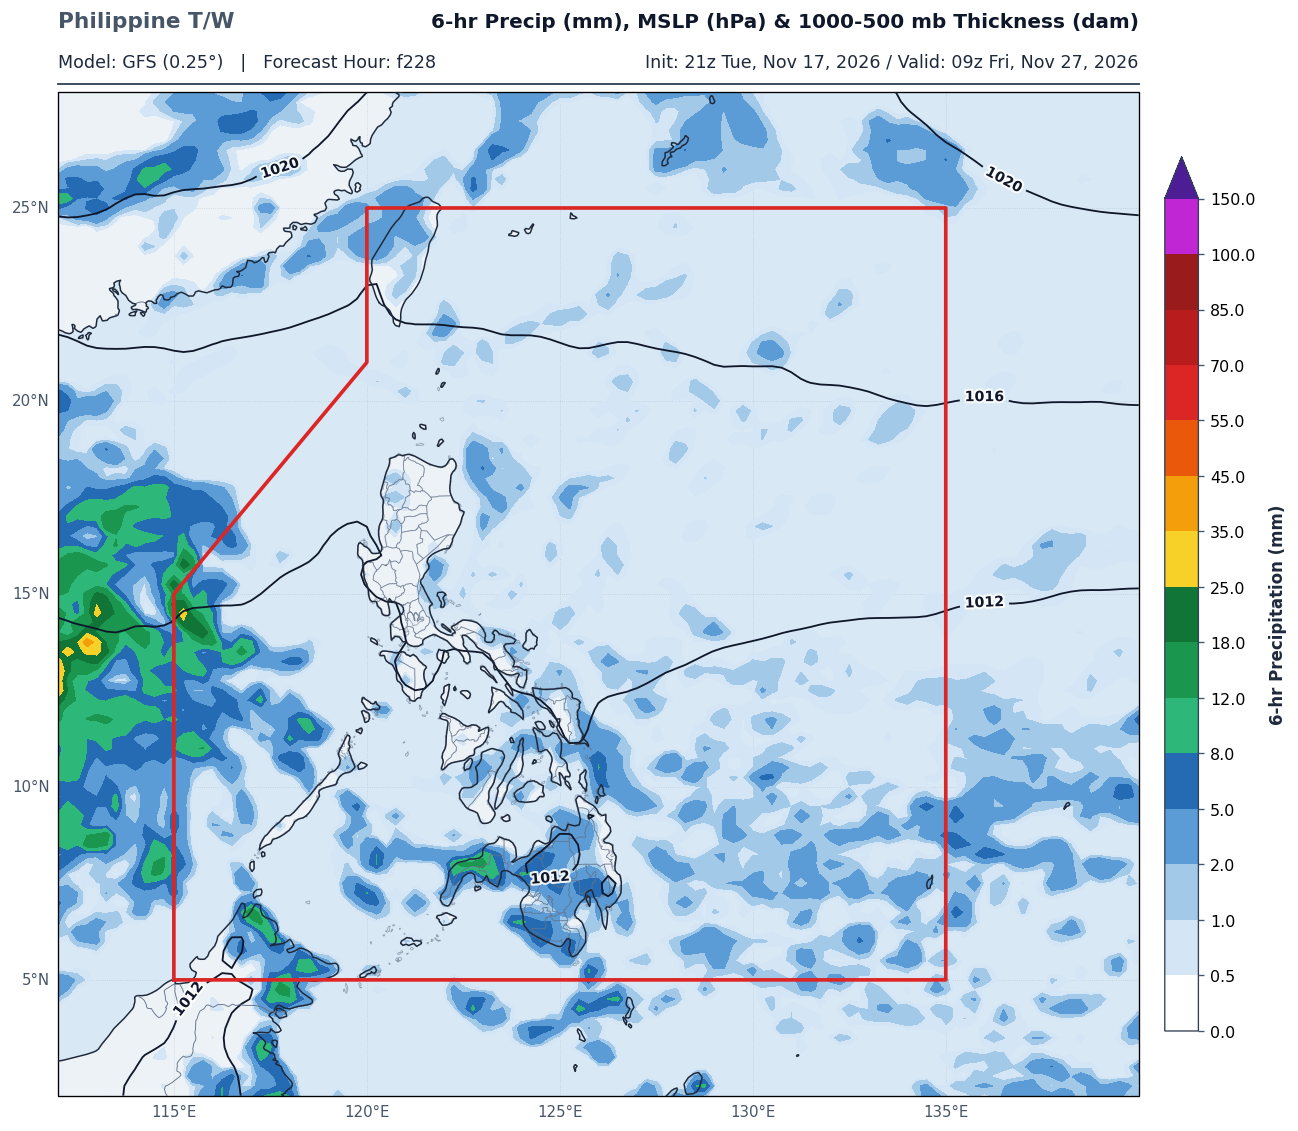 Philippine T/W
6-hr Precip (mm), MSLP (hPa) & 1000-500 mb Thickness (dam)
Model: GFS (0.25°) | Forecast Hour: f228
Init: 21z Tue, Nov 17, 2026 / Valid: 09z Fri, Nov 27, 2026
1020
1020
1016
1012
1012
1012
25°N
20°N
15°N
10°N
5°N
115°E
120°E
125°E
130°E
135°E
150.0
100.0
85.0
70.0
55.0
45.0
35.0
25.0
18.0
12.0
8.0
5.0
2.0
1.0
0.5
0.0
6-hr Precipitation (mm)